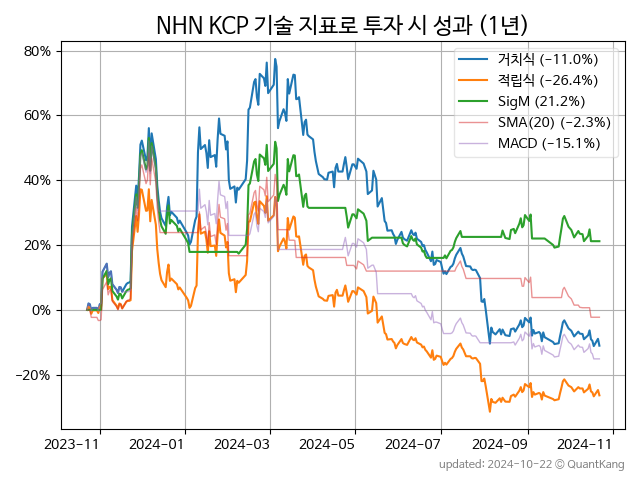 NHN KCP 기술 지표로 투자 시 성과 (1년)
80%
60%
40%
20%
0%
−20%
거치식 (−11.0%)
적립식 (−26.4%)
SigM (21.2%)
SMA(20) (−2.3%)
MACD (−15.1%)
2023−11
2024−01
2024−03
2024−05
2024−07
2024−09
2024−11
updated: 2024-10-22 © QuantKang